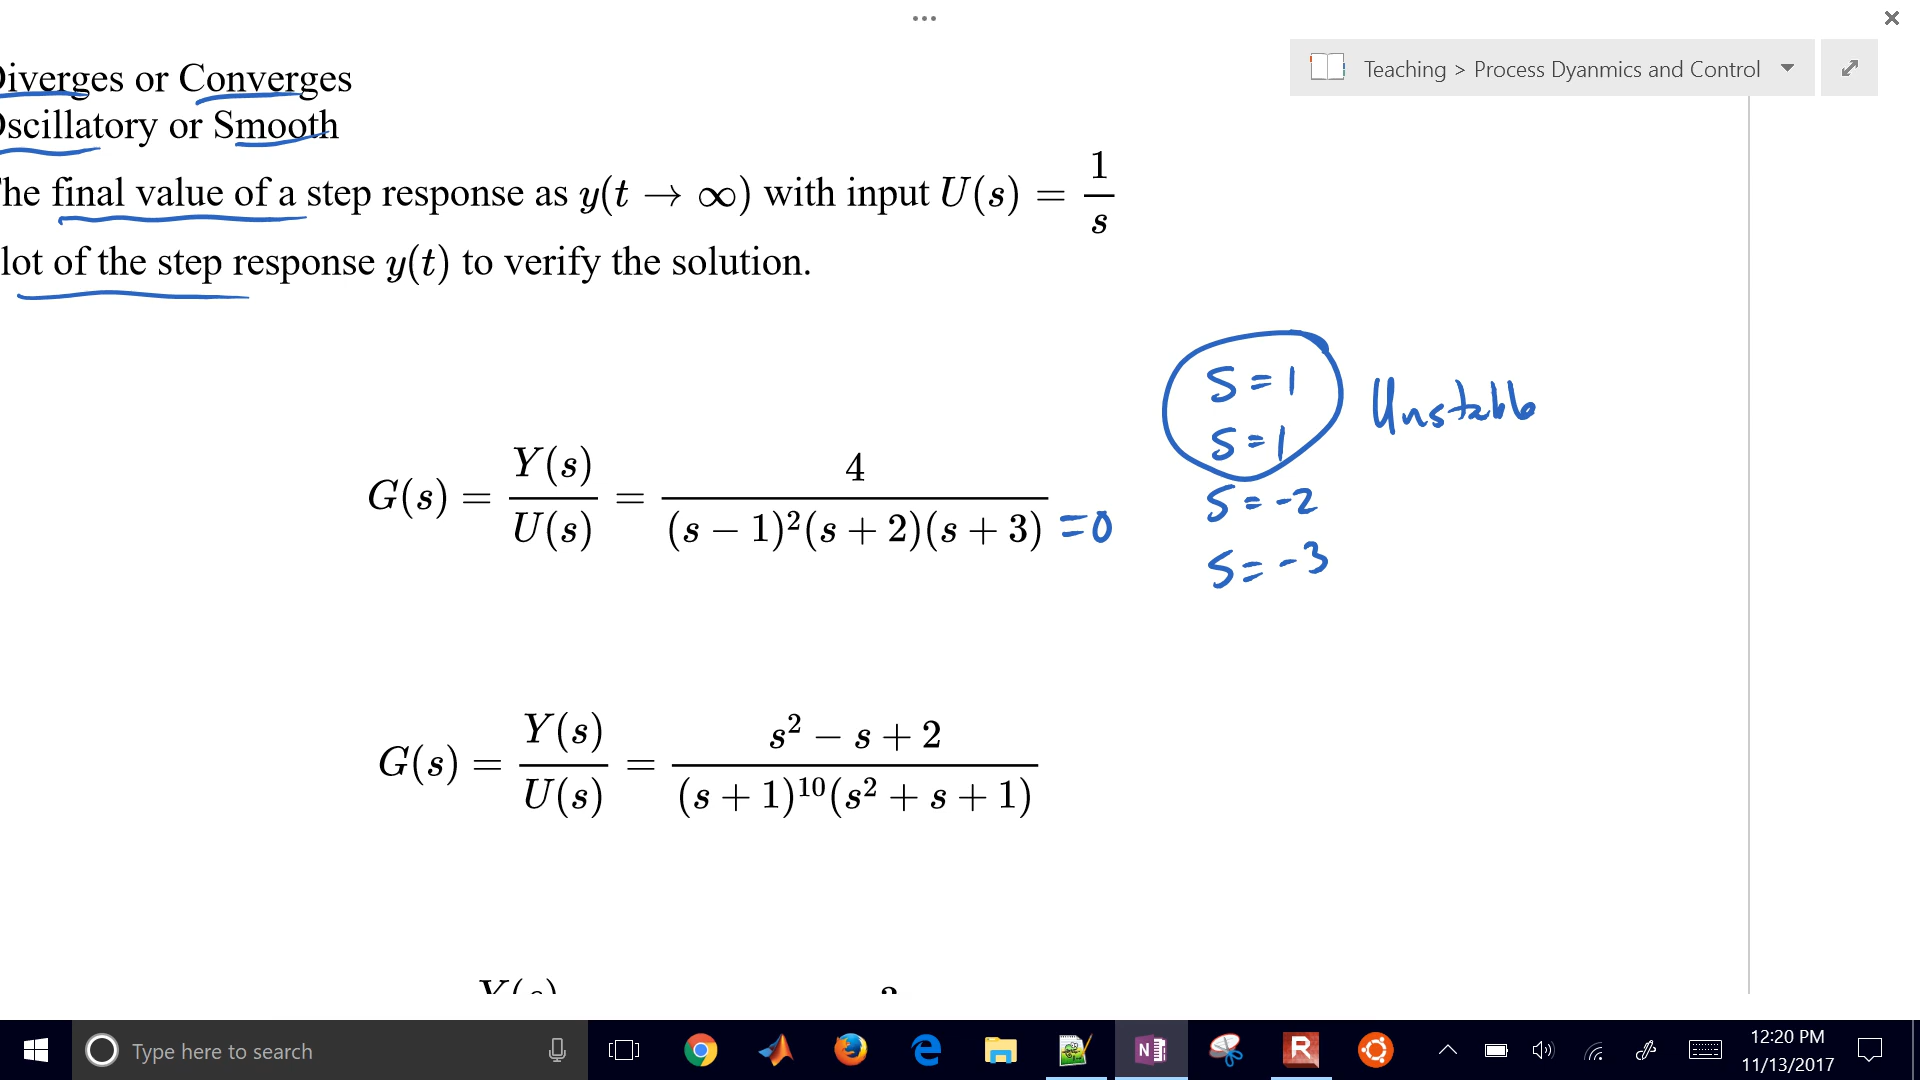 Teaching > Process Dyanmics and Control
Diverges or Converges
Oscillatory or Smooth
he final value of a step response as y(t → ∞) with input U(s) = 1/s
lot of the step response y(t) to verify the solution.
G(s) = Y(s)/U(s) = 4/((s − 1)²(s + 2)(s + 3)) = 0
S = 1
S = 1
Unstable
S = -2
S = -3
G(s) = Y(s)/U(s) = (s² − s + 2)/((s + 1)¹⁰(s² + s + 1))
Type here to search
12:20 PM
11/13/2017